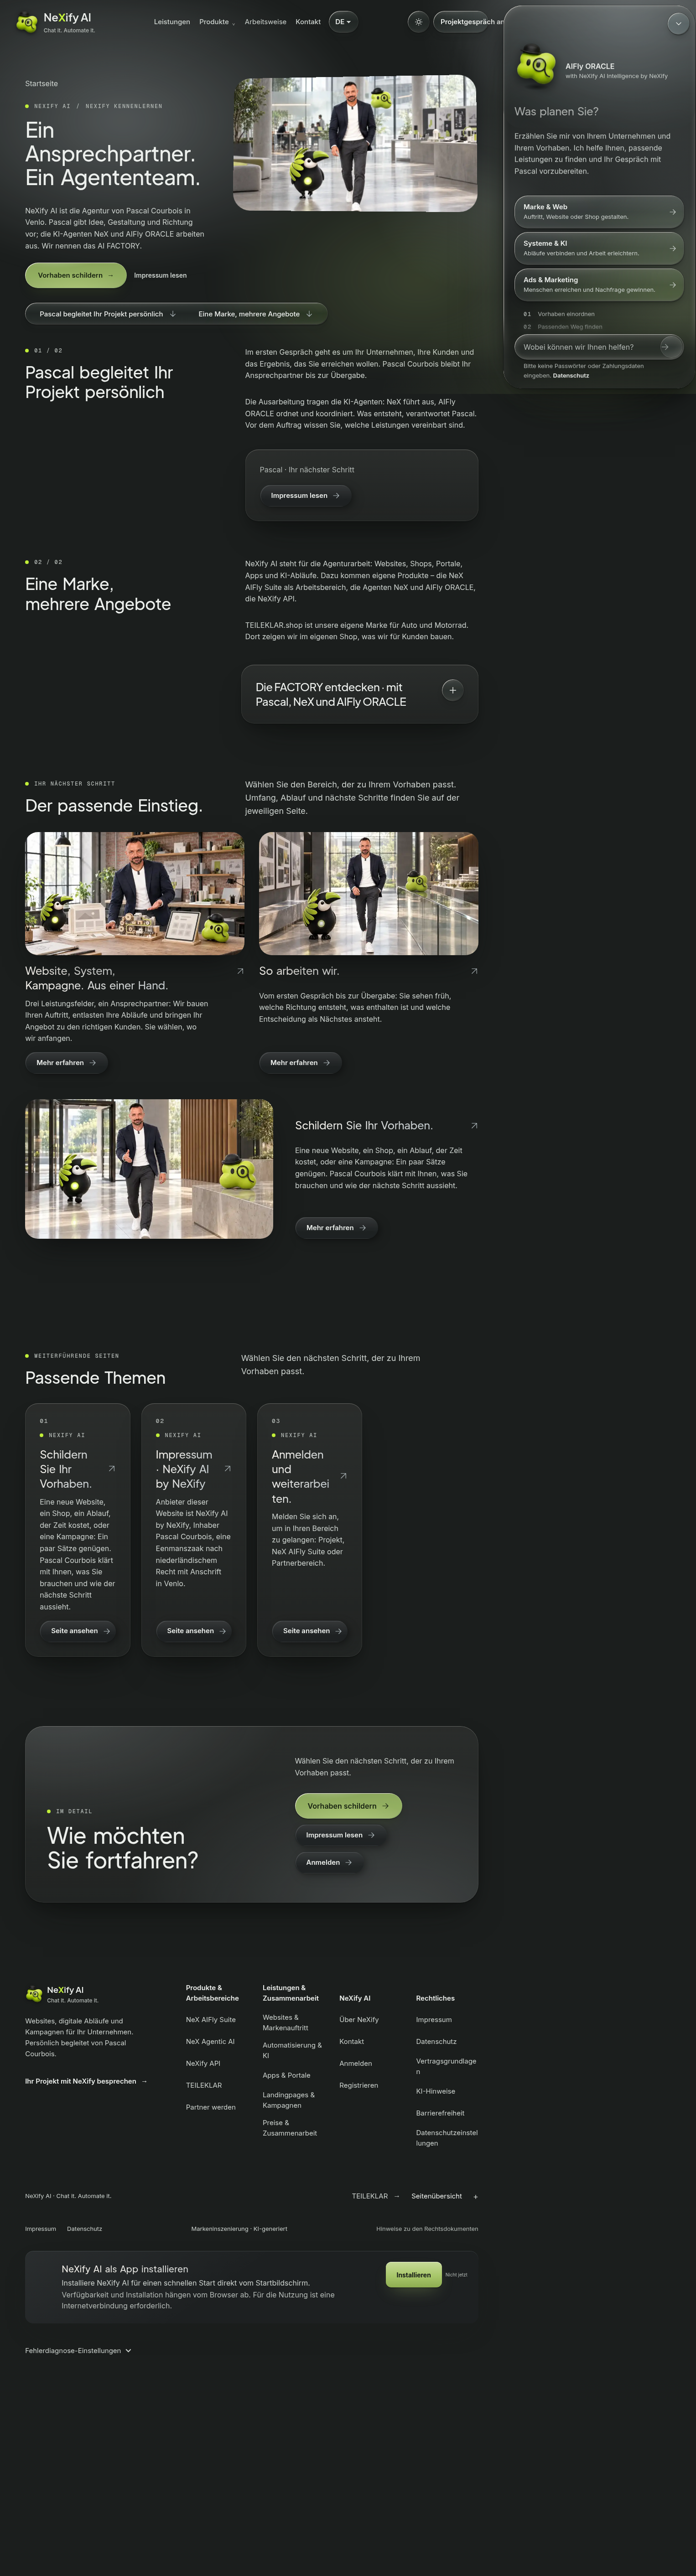 NeXify AI
Chat it. Automate it.
Leistungen
Produkte
Arbeitsweise
Kontakt
DE
Projektgespräch an
Startseite
NEXIFY AI / NEXIFY KENNENLERNEN
Ein
Ansprechpartner.
Ein Agententeam.
NeXify AI ist die Agentur von Pascal Courbois in
Venlo. Pascal gibt Idee, Gestaltung und Richtung
vor; die KI-Agenten NeX und AIFly ORACLE arbeiten
aus. Wir nennen das AI FACTORY.
Vorhaben schildern →
Impressum lesen
Pascal begleitet Ihr Projekt persönlich ↓
Eine Marke, mehrere Angebote ↓
AIFly ORACLE
with NeXify AI Intelligence by NeXify
Was planen Sie?
Erzählen Sie mir von Ihrem Unternehmen und
Ihrem Vorhaben. Ich helfe Ihnen, passende
Leistungen zu finden und Ihr Gespräch mit
Pascal vorzubereiten.
Marke & Web
Auftritt, Website oder Shop gestalten.
Systeme & KI
Abläufe verbinden und Arbeit erleichtern.
Ads & Marketing
Menschen erreichen und Nachfrage gewinnen.
01 Vorhaben einordnen
02 Passenden Weg finden
Wobei können wir Ihnen helfen?
Bitte keine Passwörter oder Zahlungsdaten
eingeben. Datenschutz
01 / 02
Pascal begleitet Ihr
Projekt persönlich
Im ersten Gespräch geht es um Ihr Unternehmen, Ihre Kunden und
das Ergebnis, das Sie erreichen wollen. Pascal Courbois bleibt Ihr
Ansprechpartner bis zur Übergabe.
Die Ausarbeitung tragen die KI-Agenten: NeX führt aus, AIFly
ORACLE ordnet und koordiniert. Was entsteht, verantwortet Pascal.
Vor dem Auftrag wissen Sie, welche Leistungen vereinbart sind.
Pascal · Ihr nächster Schritt
Impressum lesen →
02 / 02
Eine Marke,
mehrere Angebote
NeXify AI steht für die Agenturarbeit: Websites, Shops, Portale,
Apps und KI-Abläufe. Dazu kommen eigene Produkte – die NeX
AIFly Suite als Arbeitsbereich, die Agenten NeX und AIFly ORACLE,
die NeXify API.
TEILEKLAR.shop ist unsere eigene Marke für Auto und Motorrad.
Dort zeigen wir im eigenen Shop, was wir für Kunden bauen.
Die FACTORY entdecken · mit
Pascal, NeX und AIFly ORACLE
+
IHR NÄCHSTER SCHRITT
Der passende Einstieg.
Wählen Sie den Bereich, der zu Ihrem Vorhaben passt.
Umfang, Ablauf und nächste Schritte finden Sie auf der
jeweiligen Seite.
Website, System,
Kampagne. Aus einer Hand.
Drei Leistungsfelder, ein Ansprechpartner: Wir bauen
Ihren Auftritt, entlasten Ihre Abläufe und bringen Ihr
Angebot zu den richtigen Kunden. Sie wählen, wo
wir anfangen.
Mehr erfahren →
So arbeiten wir.
Vom ersten Gespräch bis zur Übergabe: Sie sehen früh,
welche Richtung entsteht, was enthalten ist und welche
Entscheidung als Nächstes ansteht.
Mehr erfahren →
Schildern Sie Ihr Vorhaben.
Eine neue Website, ein Shop, ein Ablauf, der Zeit
kostet, oder eine Kampagne: Ein paar Sätze
genügen. Pascal Courbois klärt mit Ihnen, was Sie
brauchen und wie der nächste Schritt aussieht.
Mehr erfahren →
WEITERFÜHRENDE SEITEN
Passende Themen
Wählen Sie den nächsten Schritt, der zu Ihrem
Vorhaben passt.
01
NEXIFY AI
Schildern
Sie Ihr
Vorhaben.
Eine neue Website,
ein Shop, ein Ablauf,
der Zeit kostet, oder
eine Kampagne: Ein
paar Sätze genügen.
Pascal Courbois klärt
mit Ihnen, was Sie
brauchen und wie der
nächste Schritt
aussieht.
Seite ansehen →
02
NEXIFY AI
Impressum
· NeXify AI
by NeXify
Anbieter dieser
Website ist NeXify AI
by NeXify, Inhaber
Pascal Courbois, eine
Eenmanszaak nach
niederländischem
Recht mit Anschrift
in Venlo.
Seite ansehen →
03
NEXIFY AI
Anmelden
und
weiterarbei
ten.
Melden Sie sich an,
um in Ihren Bereich
zu gelangen: Projekt,
NeX AIFly Suite oder
Partnerbereich.
Seite ansehen →
IM DETAIL
Wie möchten
Sie fortfahren?
Wählen Sie den nächsten Schritt, der zu Ihrem
Vorhaben passt.
Vorhaben schildern →
Impressum lesen →
Anmelden →
NeXify AI
Chat it. Automate it.
Websites, digitale Abläufe und
Kampagnen für Ihr Unternehmen.
Persönlich begleitet von Pascal
Courbois.
Ihr Projekt mit NeXify besprechen →
Produkte &
Arbeitsbereiche
NeX AIFly Suite
NeX Agentic AI
NeXify API
TEILEKLAR
Partner werden
Leistungen &
Zusammenarbeit
Websites &
Markenauftritt
Automatisierung &
KI
Apps & Portale
Landingpages &
Kampagnen
Preise &
Zusammenarbeit
NeXify AI
Über NeXify
Kontakt
Anmelden
Registrieren
Rechtliches
Impressum
Datenschutz
Vertragsgrundlage
n
KI-Hinweise
Barrierefreiheit
Datenschutzeinstel
lungen
NeXify AI · Chat it. Automate it.
TEILEKLAR →
Seitenübersicht +
Impressum
Datenschutz
Markeninszenierung · KI-generiert
Hinweise zu den Rechtsdokumenten
NeXify AI als App installieren
Installiere NeXify AI für einen schnellen Start direkt vom Startbildschirm.
Verfügbarkeit und Installation hängen vom Browser ab. Für die Nutzung ist eine
Internetverbindung erforderlich.
Installieren
Nicht jetzt
Fehlerdiagnose-Einstellungen